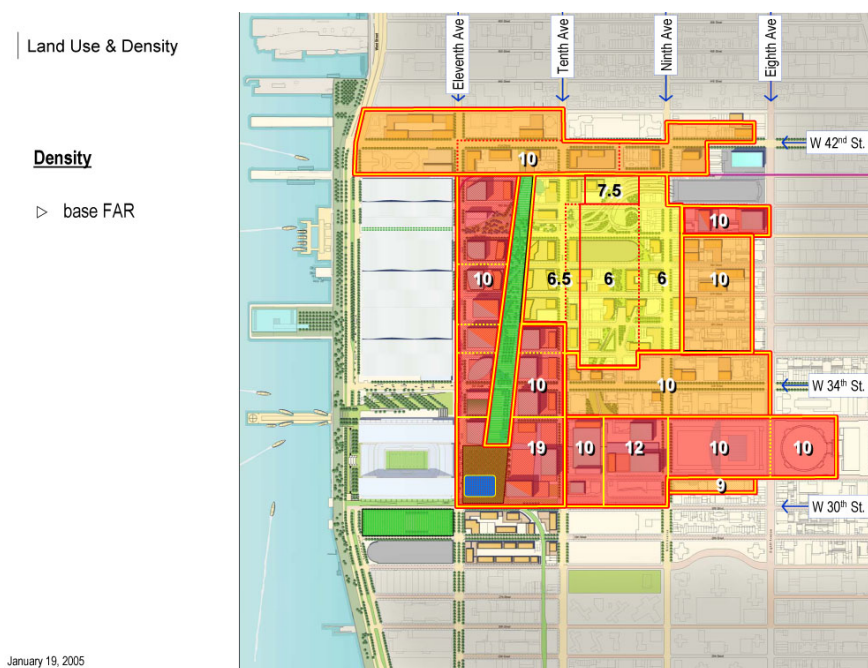 Land Use & Density
Eleventh Ave
Tenth Ave
Ninth Ave
Eighth Ave
W 42nd St.
Density
▷ base FAR
10
7.5
10
10
6.5
6
6
10
10
10
W 34th St.
19
10
12
10
10
9
W 30th St.
January 19, 2005